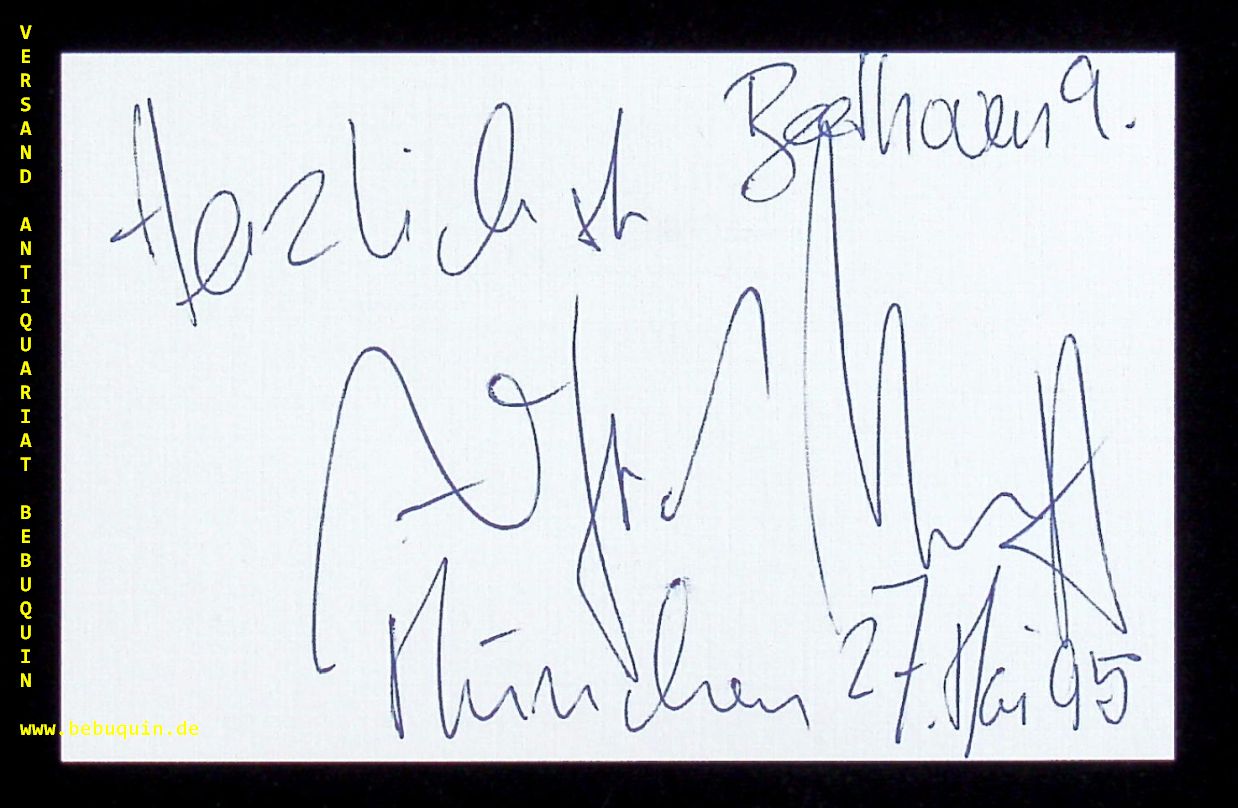 VERSAND ANTIQUARIAT BEBUQUIN
Beethoven 9.
Herzlichst
München 27. Mai 95
www.bebuquin.de